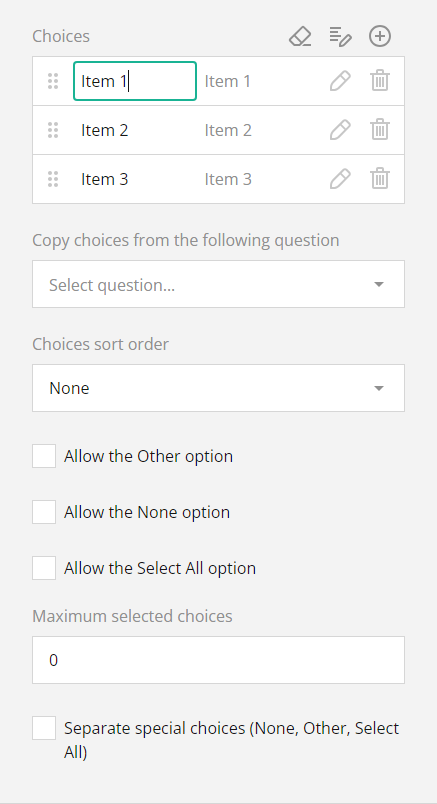 Choices
Item 1 Item 1
Item 2 Item 2
Item 3 Item 3
Copy choices from the following question
Select question...
Choices sort order
None
Allow the Other option
Allow the None option
Allow the Select All option
Maximum selected choices
0
Separate special choices (None, Other, Select
All)